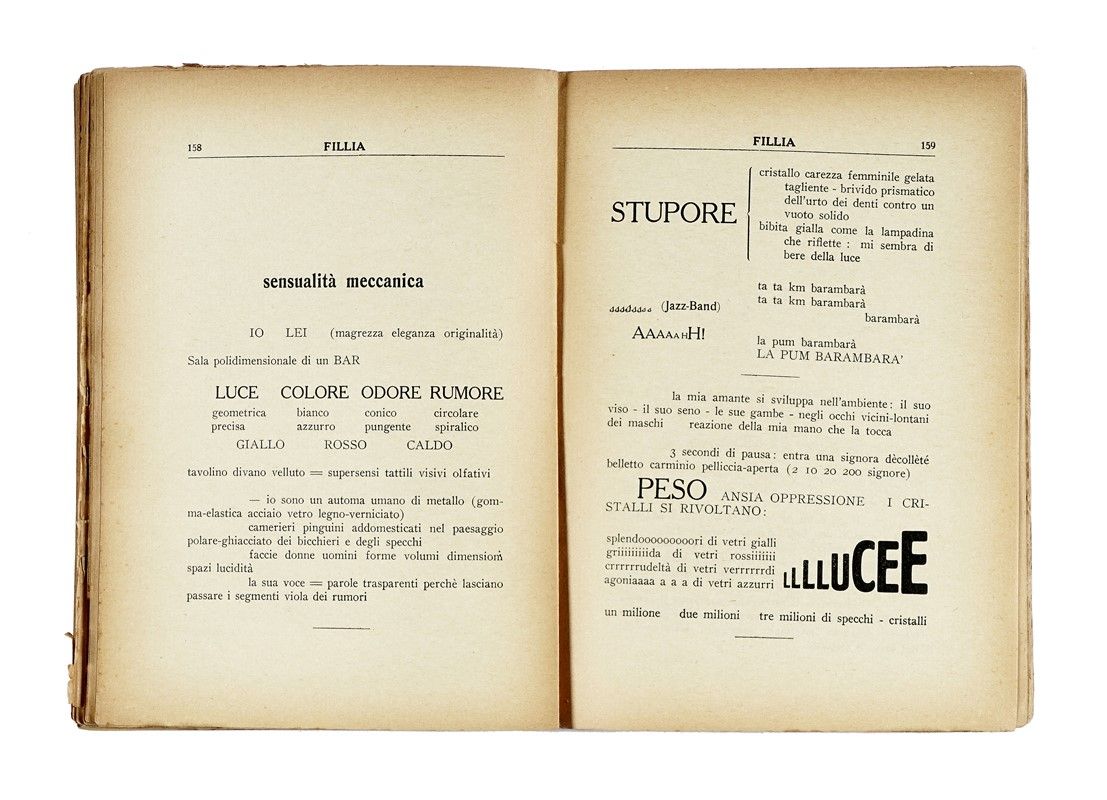 158 FILLIA
sensualità meccanica
IO LEI (magrezza eleganza originalità)
Sala polidimensionale di un BAR
LUCE COLORE ODORE RUMORE
geometrica bianco conico circolare
precisa azzurro pungente spiralico
GIALLO ROSSO CALDO
tavolino divano velluto = supersensi tattili visivi olfativi
— io sono un automa umano di metallo (gom-
ma-elastica acciaio vetro legno-verniciato)
camerieri pinguini addomesticati nel paesaggio
polare-ghiacciato dei bicchieri e degli specchi
faccie donne uomini forme volumi dimensioni
spazi lucidità
la sua voce = parole trasparenti perchè lasciano
passare i segmenti viola dei rumori
FILLIA 159
STUPORE
cristallo carezza femminile gelata
tagliente - brivido prismatico
dell'urto dei denti contro un
vuoto solido
bibita gialla come la lampadina
che riflette : mi sembra di
bere della luce
(Jazz-Band)
AAAAAHH!
ta ta km barambarà
ta ta km barambarà
barambarà
la pum barambarà
LA PUM BARAMBARA'
la mia amante si sviluppa nell'ambiente : il suo
viso - il suo seno - le sue gambe - negli occhi vicini-lontani
dei maschi reazione della mia mano che la tocca
3 secondi di pausa : entra una signora dècolleté
belletto carminio pelliccia-aperta (2 10 20 200 signore)
PESO ANSIA OPPRESSIONE I CRI-
STALLI SI RIVOLTANO :
splendooooooooori di vetri gialli
griiiiiiiiida di vetri rossiiiiiii
crrrrrrudeltà di vetri verrrrrrdi
agoniaaaa a a a di vetri azzurri
LLLLUCEE
un milione due milioni tre milioni di specchi - cristalli